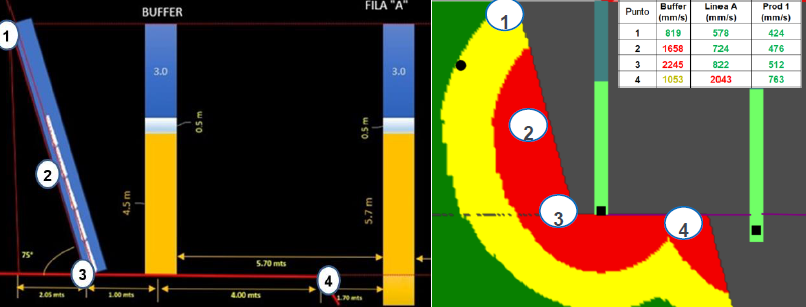 BUFFER
FILA "A"
1
3.0
3.0
0.5 m
0.5 m
2
4.5 m
5.7 m
75°
3
5.70 mts
4
2.05 mts
1.00 mts
4.00 mts
1.70 mts
1
2
3
4
Punto Buffer (mm/s) Linea A (mm/s) Prod 1 (mm/s)
1 819 578 424
2 1658 724 476
3 2245 822 512
4 1053 2043 763